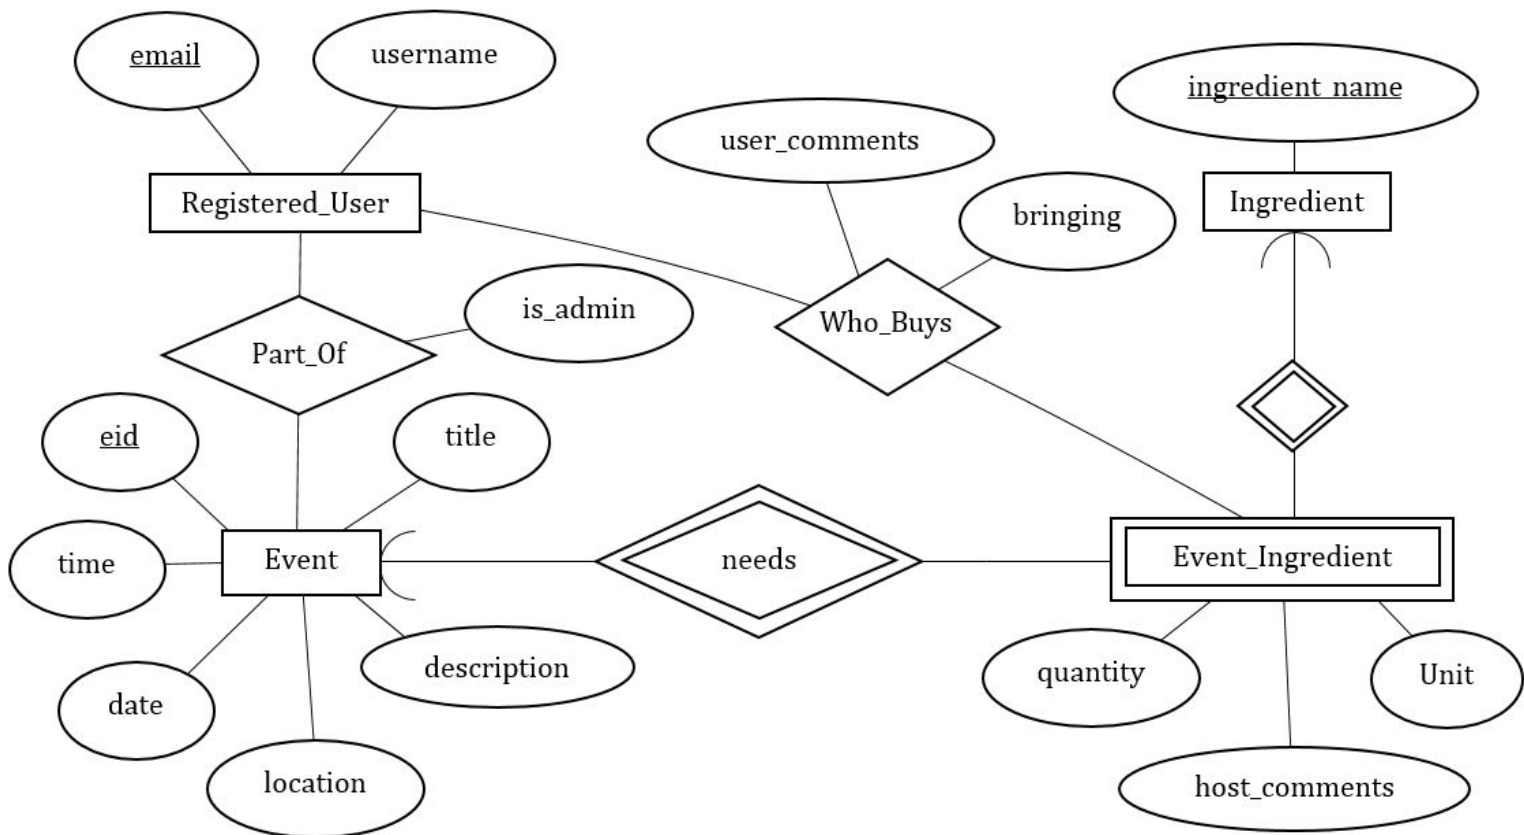 email
username
ingredient_name
user_comments
Registered_User
Ingredient
bringing
is_admin
Who_Buys
Part_Of
eid
title
Event
needs
Event_Ingredient
time
description
quantity
Unit
date
location
host_comments